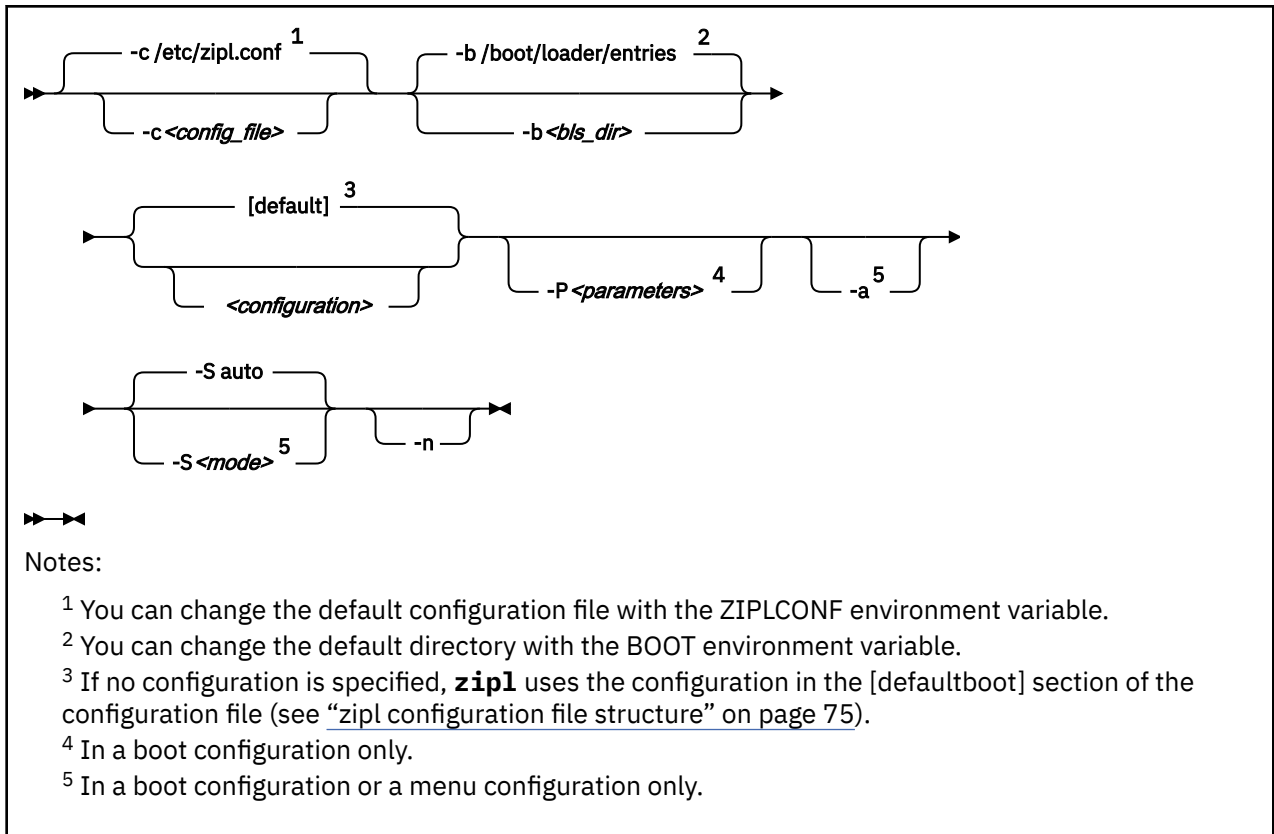 -c /etc/zipl.conf 1
-b /boot/loader/entries 2
-c <config_file>
-b <bls_dir>
[default] 3
<configuration>
-P <parameters> 4
-a 5
-S auto
-S <mode> 5
-n
Notes:
1 You can change the default configuration file with the ZIPLCONF environment variable.
2 You can change the default directory with the BOOT environment variable.
3 If no configuration is specified, zipl uses the configuration in the [defaultboot] section of the
configuration file (see “zipl configuration file structure” on page 75).
4 In a boot configuration only.
5 In a boot configuration or a menu configuration only.